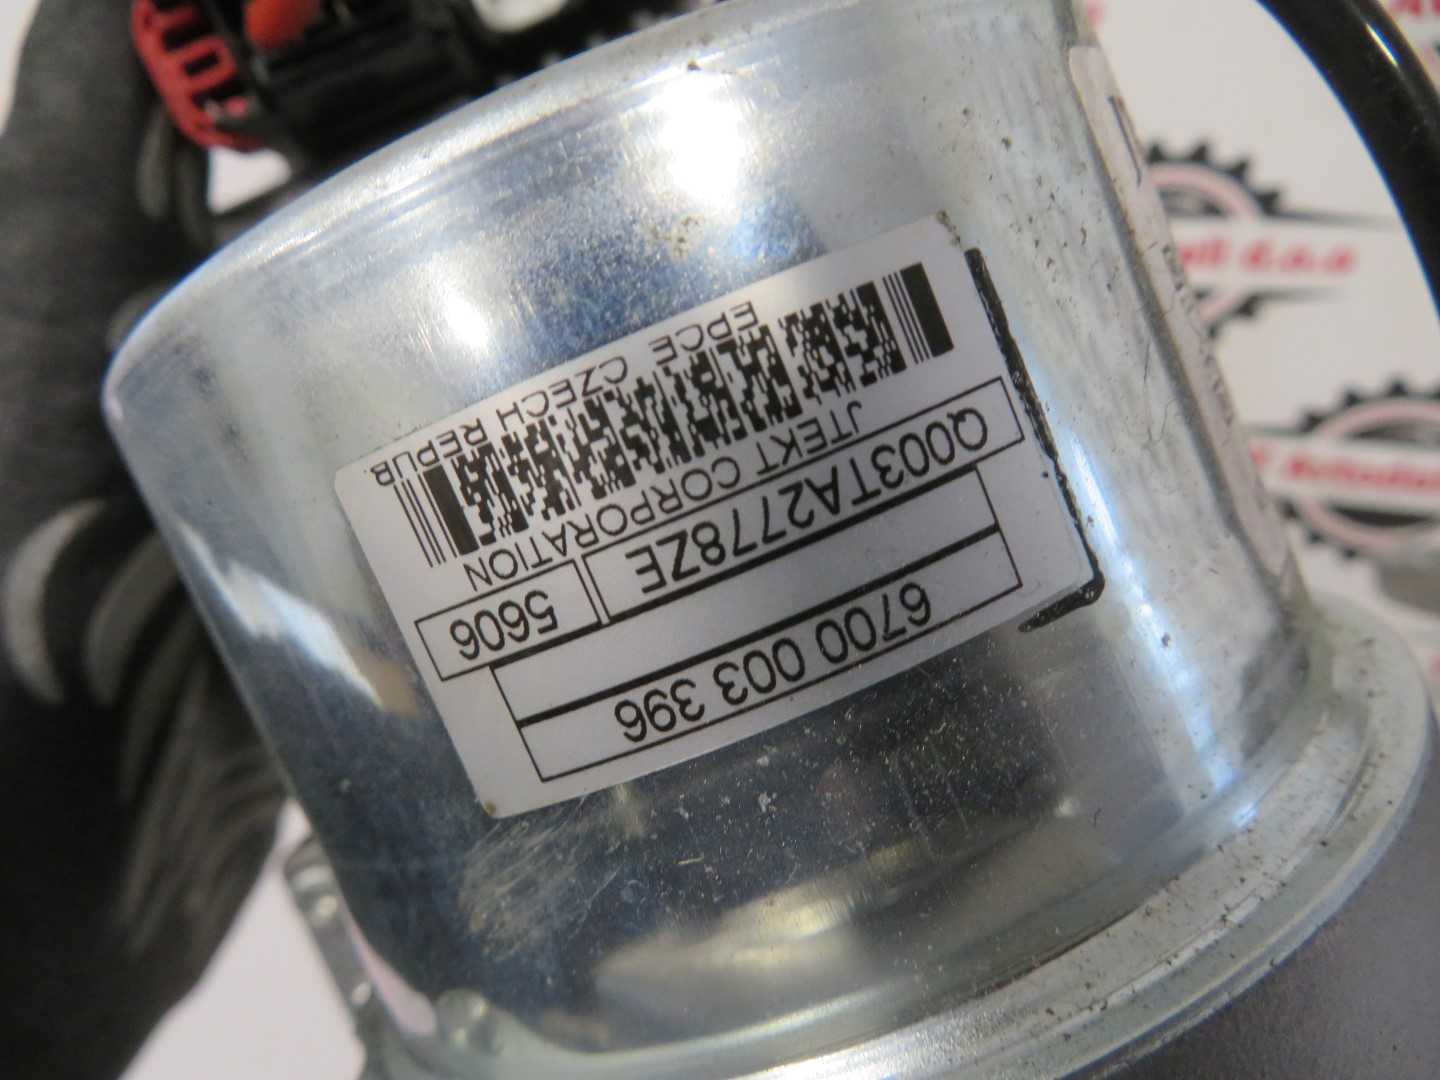 6700 003 396
Q003TA2778ZE 5606
JTEKT CORPORATION
EPCE CZECH REPUB.
d.o.o